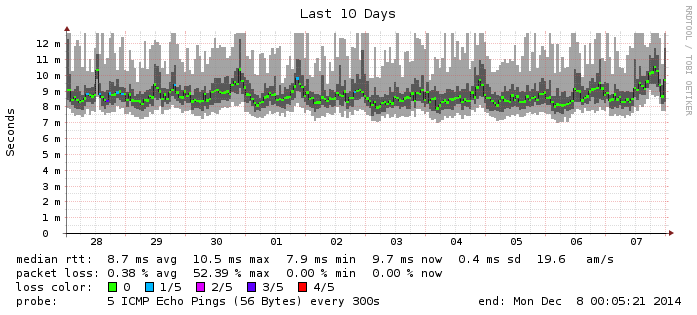 Last 10 Days
RRDTOOL / TOBI OETIKER
Seconds
12 m
11 m
10 m
9 m
8 m
7 m
6 m
5 m
4 m
3 m
2 m
1 m
0
28 29 30 01 02 03 04 05 06 07
median rtt: 8.7 ms avg 10.5 ms max 7.9 ms min 9.7 ms now 0.4 ms sd 19.6 am/s
packet loss: 0.38 % avg 52.39 % max 0.00 % min 0.00 % now
loss color: 0 1/5 2/5 3/5 4/5
probe: 5 ICMP Echo Pings (56 Bytes) every 300s end: Mon Dec 8 00:05:21 2014